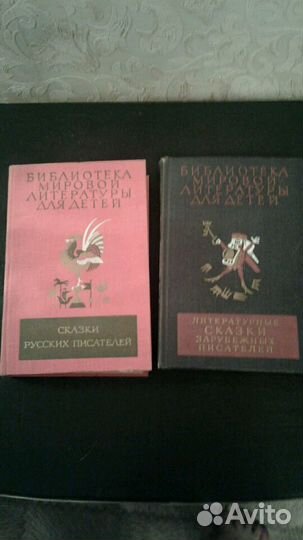 БИБЛИОТЕКА
МИРОВОЙ
ЛИТЕРАТУРЫ
ДЛЯ ДЕТЕЙ
СКАЗКИ
РУССКИХ ПИСАТЕЛЕЙ
БИБЛИОТЕКА
МИРОВОЙ
ЛИТЕРАТУРЫ
ДЛЯ ДЕТЕЙ
ЛИТЕРАТУРНЫЕ
СКАЗКИ
ЗАРУБЕЖНЫХ
ПИСАТЕЛЕЙ
Avito